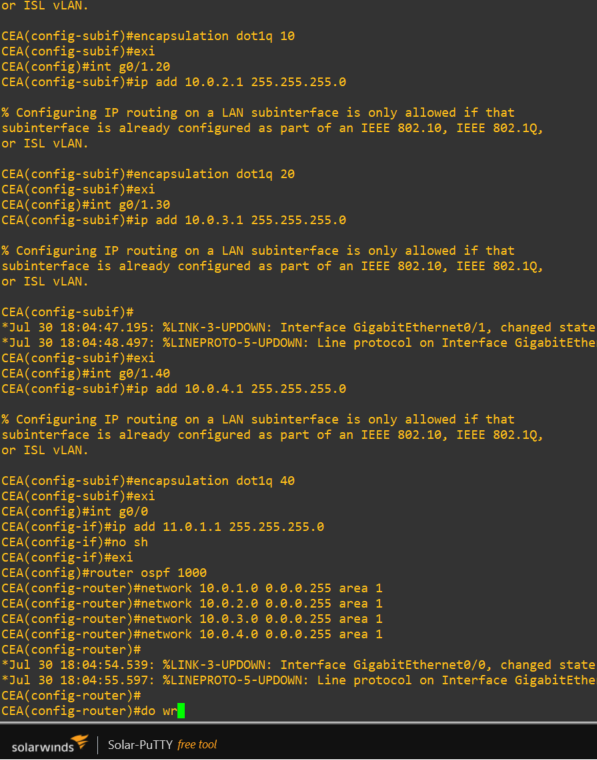 or ISL vLAN.
CEA(config-subif)#encapsulation dot1q 10
CEA(config-subif)#exi
CEA(config)#int g0/1.20
CEA(config-subif)#ip add 10.0.2.1 255.255.255.0
% Configuring IP routing on a LAN subinterface is only allowed if that
subinterface is already configured as part of an IEEE 802.10, IEEE 802.1Q,
or ISL vLAN.
CEA(config-subif)#encapsulation dot1q 20
CEA(config-subif)#exi
CEA(config)#int g0/1.30
CEA(config-subif)#ip add 10.0.3.1 255.255.255.0
% Configuring IP routing on a LAN subinterface is only allowed if that
subinterface is already configured as part of an IEEE 802.10, IEEE 802.1Q,
or ISL vLAN.
CEA(config-subif)#
*Jul 30 18:04:47.195: %LINK-3-UPDOWN: Interface GigabitEthernet0/1, changed state
*Jul 30 18:04:48.497: %LINEPROTO-5-UPDOWN: Line protocol on Interface GigabitEthe
CEA(config-subif)#exi
CEA(config)#int g0/1.40
CEA(config-subif)#ip add 10.0.4.1 255.255.255.0
% Configuring IP routing on a LAN subinterface is only allowed if that
subinterface is already configured as part of an IEEE 802.10, IEEE 802.1Q,
or ISL vLAN.
CEA(config-subif)#encapsulation dot1q 40
CEA(config-subif)#exi
CEA(config)#int g0/0
CEA(config-if)#ip add 11.0.1.1 255.255.255.0
CEA(config-if)#no sh
CEA(config-if)#exi
CEA(config)#router ospf 1000
CEA(config-router)#network 10.0.1.0 0.0.0.255 area 1
CEA(config-router)#network 10.0.2.0 0.0.0.255 area 1
CEA(config-router)#network 10.0.3.0 0.0.0.255 area 1
CEA(config-router)#network 10.0.4.0 0.0.0.255 area 1
CEA(config-router)#
*Jul 30 18:04:54.539: %LINK-3-UPDOWN: Interface GigabitEthernet0/0, changed state
*Jul 30 18:04:55.597: %LINEPROTO-5-UPDOWN: Line protocol on Interface GigabitEthe
CEA(config-router)#
CEA(config-router)#do wr
solarwinds Solar-PuTTY free tool